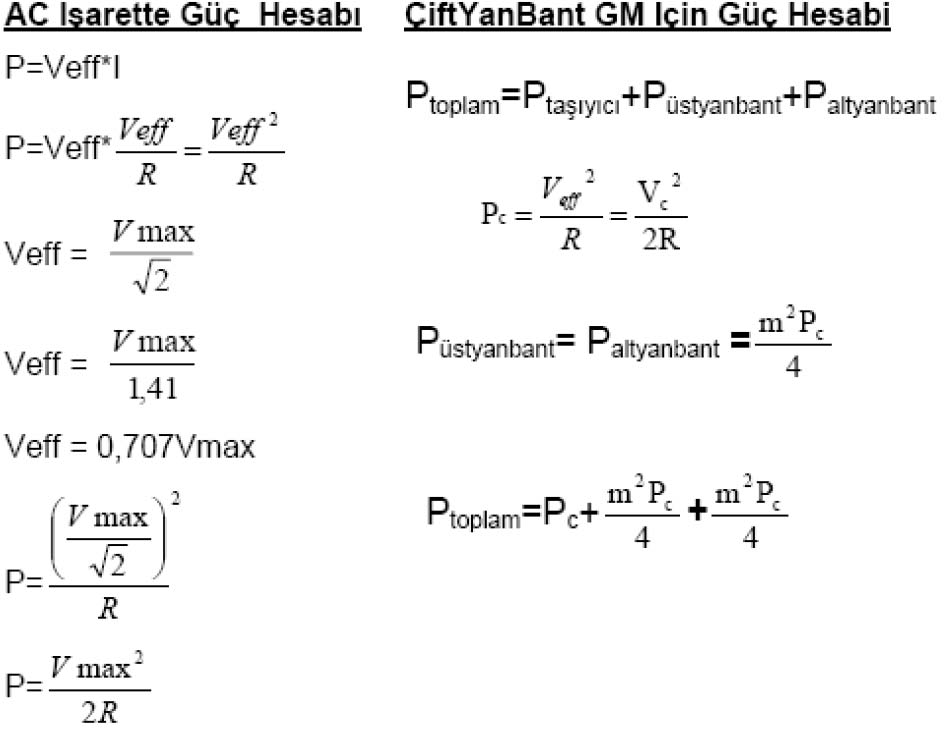 AC Işarette Güç Hesabı
P=Veff*I
P=Veff*\frac{Veff}{R}=\frac{Veff^2}{R}
Veff = \frac{V max}{\sqrt{2}}
Veff = \frac{V max}{1,41}
Veff = 0,707Vmax
P=\frac{\left(\frac{V max}{\sqrt{2}}\right)^2}{R}
P=\frac{V max^2}{2R}
ÇiftYanBant GM Için Güç Hesabi
P_{toplam}=P_{taşıyıcı}+P_{üstyanbant}+P_{altyanbant}
P_c=\frac{V_{eff}^2}{R}=\frac{V_c^2}{2R}
P_{üstyanbant}= P_{altyanbant} =\frac{m^2P_c}{4}
P_{toplam}=P_c+\frac{m^2P_c}{4}+\frac{m^2P_c}{4}